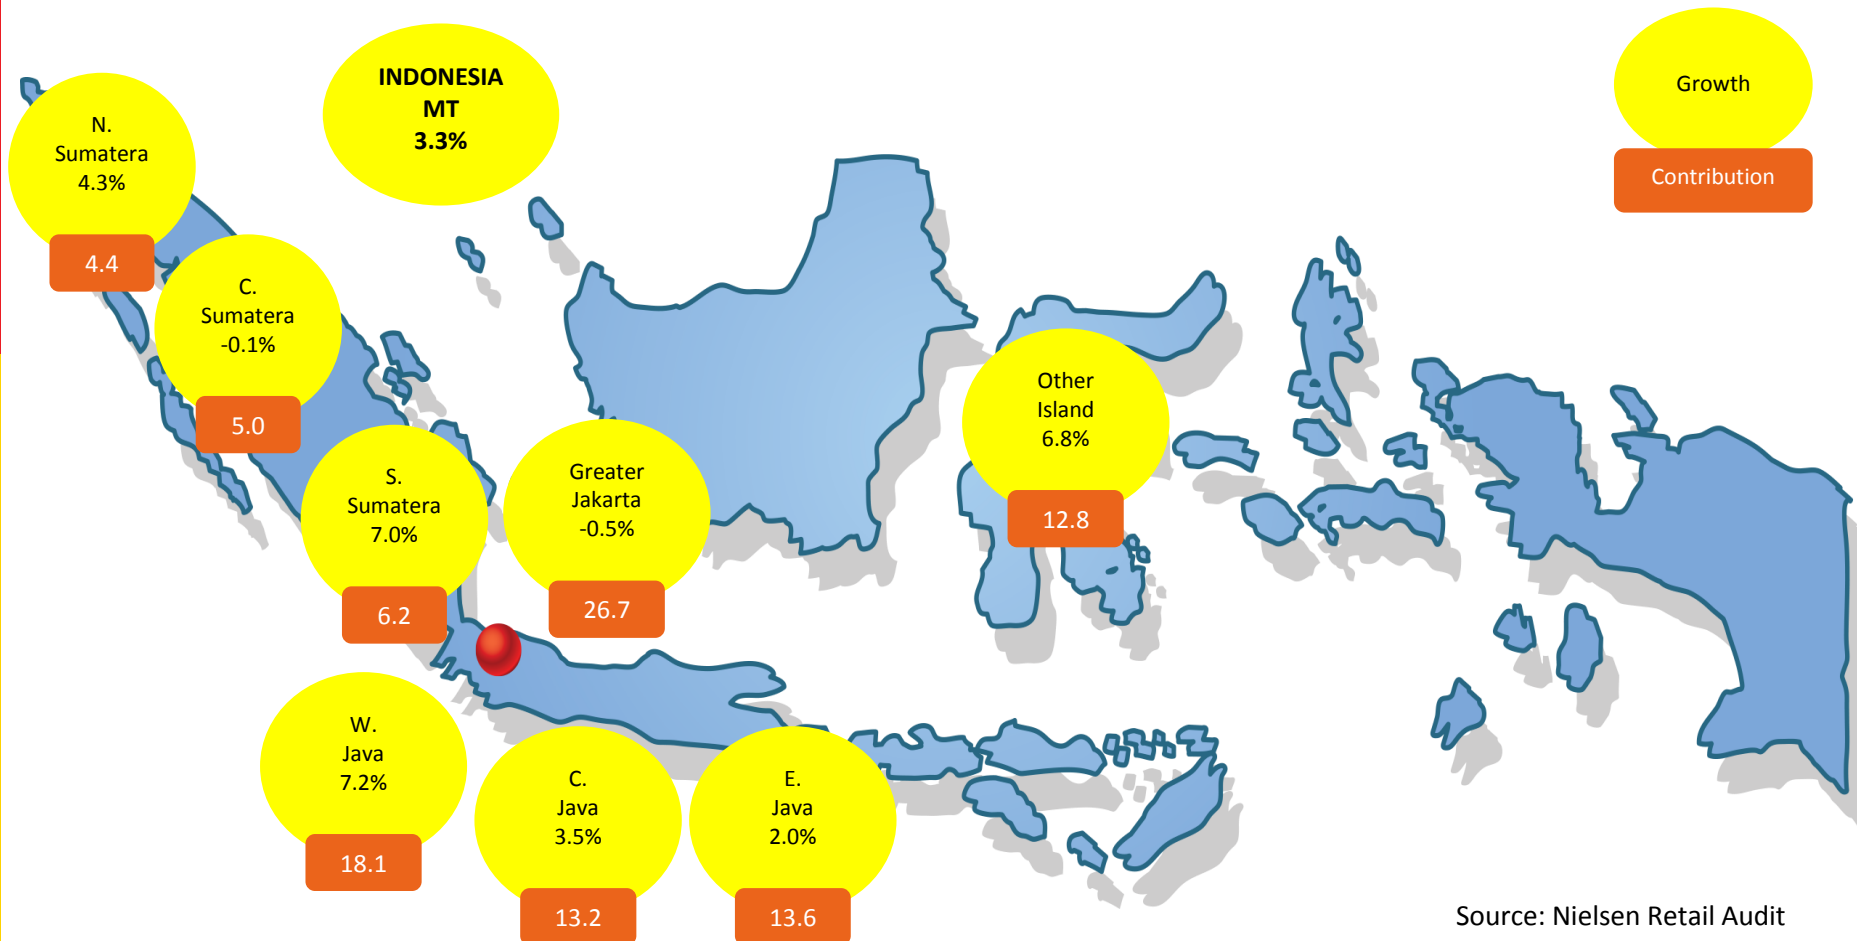 INDONESIA
MT
3.3%
Growth
Contribution
N.
Sumatera
4.3%
4.4
C.
Sumatera
-0.1%
5.0
S.
Sumatera
7.0%
6.2
Greater
Jakarta
-0.5%
26.7
Other
Island
6.8%
12.8
W.
Java
7.2%
18.1
C.
Java
3.5%
13.2
E.
Java
2.0%
13.6
Source: Nielsen Retail Audit